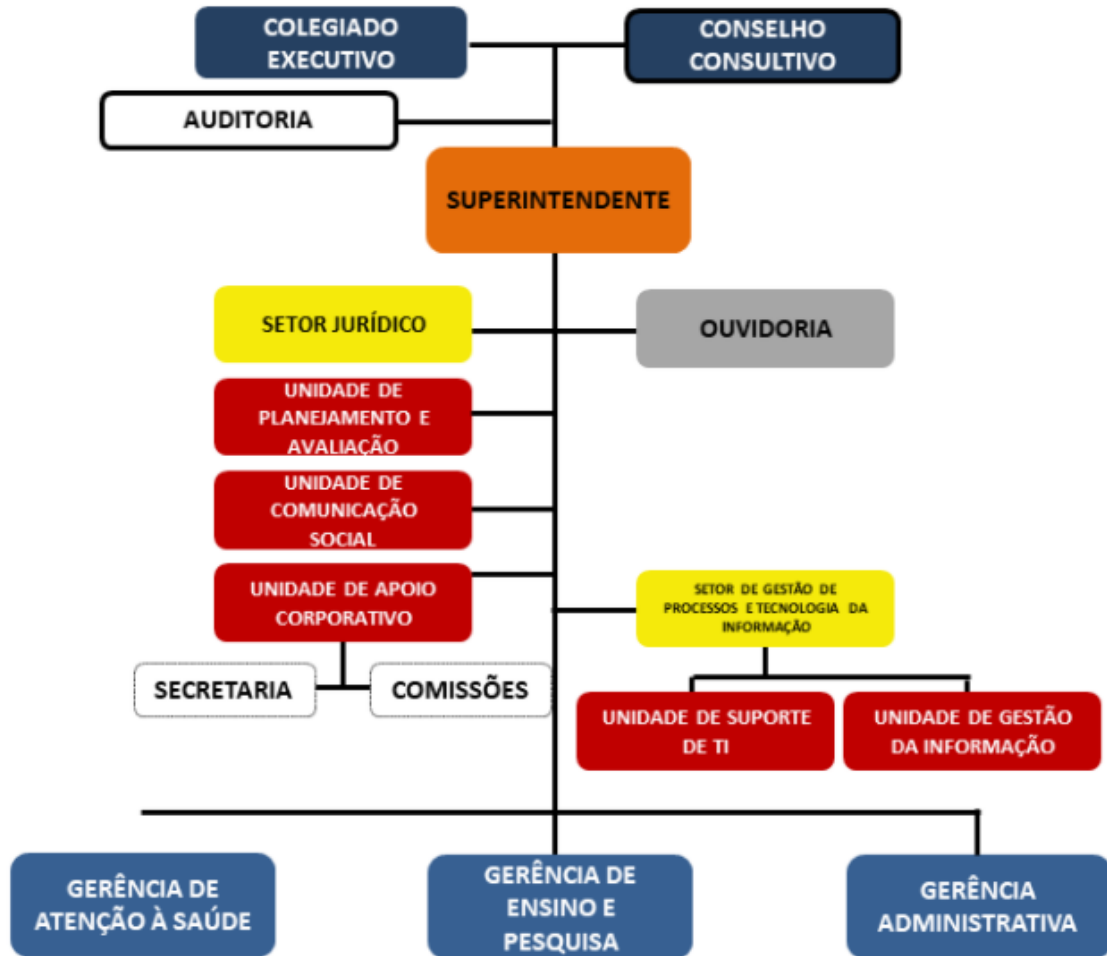 COLEGIADO
EXECUTIVO
CONSELHO
CONSULTIVO
AUDITORIA
SUPERINTENDENTE
SETOR JURÍDICO
OUVIDORIA
UNIDADE DE
PLANEJAMENTO E
AVALIAÇÃO
UNIDADE DE
COMUNICAÇÃO
SOCIAL
UNIDADE DE APOIO
CORPORATIVO
SETOR DE GESTÃO DE
PROCESSOS E TECNOLOGIA DA
INFORMAÇÃO
SECRETARIA
COMISSÕES
UNIDADE DE SUPORTE
DE TI
UNIDADE DE GESTÃO
DA INFORMAÇÃO
GERÊNCIA DE
ATENÇÃO À SAÚDE
GERÊNCIA DE
ENSINO E
PESQUISA
GERÊNCIA
ADMINISTRATIVA